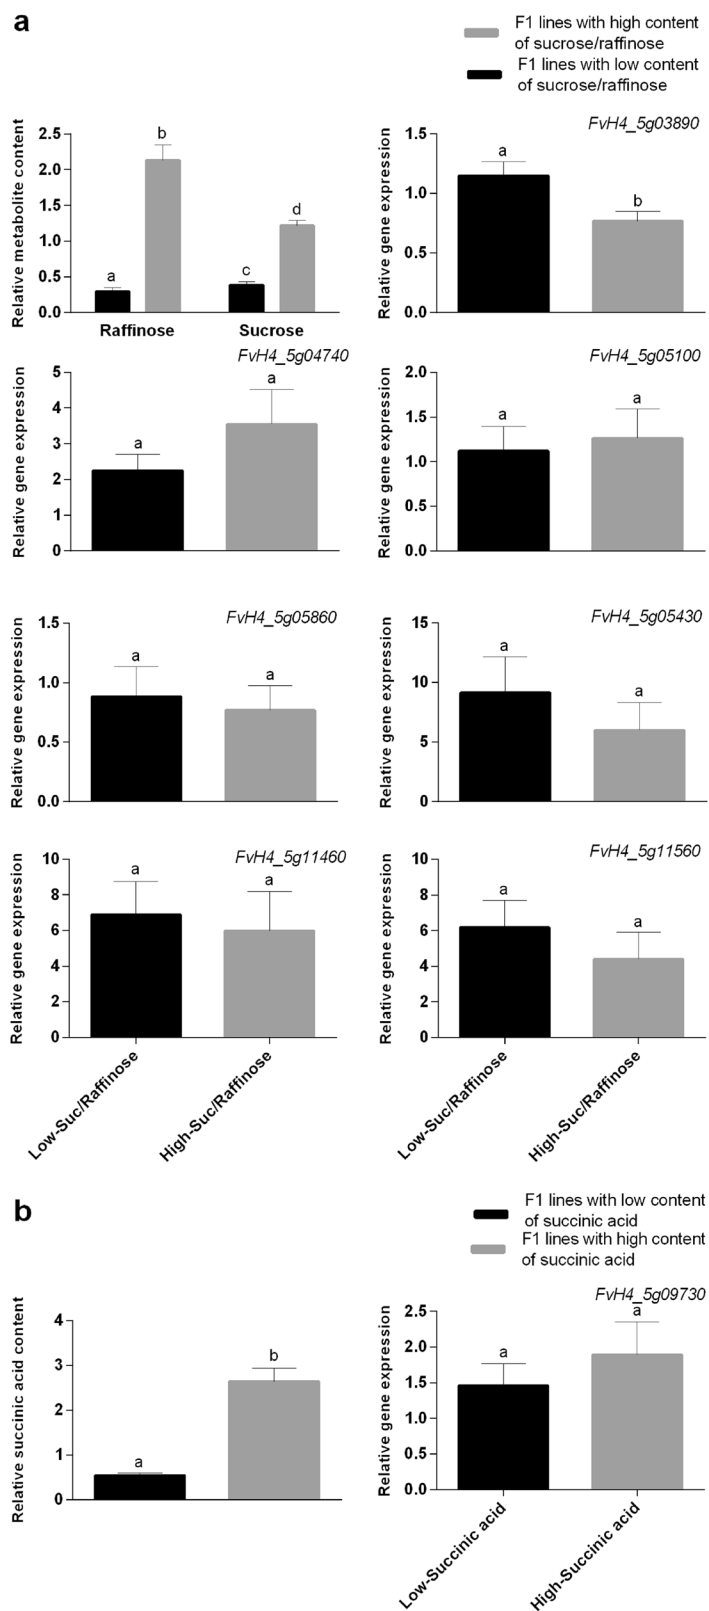 a
F1 lines with high content
of sucrose/raffinose
F1 lines with low content
of sucrose/raffinose
Relative metabolite content
2.5
2.0
1.5
1.0
0.5
0.0
a
b
c
d
Raffinose
Sucrose
FvH4_5g03890
Relative gene expression
1.5
1.0
0.5
0.0
a
b
FvH4_5g04740
Relative gene expression
5
4
3
2
1
0
a
a
FvH4_5g05100
Relative gene expression
2.0
1.5
1.0
0.5
0.0
a
a
FvH4_5g05860
Relative gene expression
1.5
1.0
0.5
0.0
a
a
FvH4_5g05430
Relative gene expression
15
10
5
0
a
a
FvH4_5g11460
Relative gene expression
10
8
6
4
2
0
a
a
Low-Suc/Raffinose
High-Suc/Raffinose
FvH4_5g11560
Relative gene expression
10
8
6
4
2
0
a
a
Low-Suc/Raffinose
High-Suc/Raffinose
b
F1 lines with low content
of succinic acid
F1 lines with high content
of succinic acid
Relative succinic acid content
4
3
2
1
0
a
b
FvH4_5g09730
Relative gene expression
2.5
2.0
1.5
1.0
0.5
0.0
a
a
Low-Succinic acid
High-Succinic acid